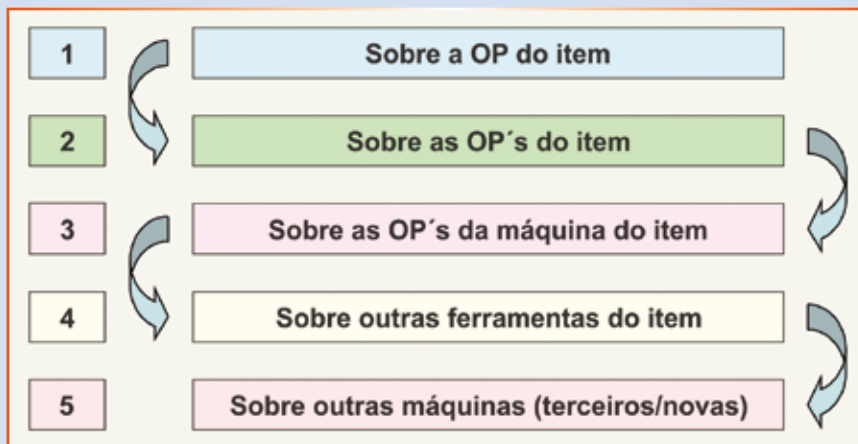 1 Sobre a OP do item
2 Sobre as OP´s do item
3 Sobre as OP´s da máquina do item
4 Sobre outras ferramentas do item
5 Sobre outras máquinas (terceiros/novas)